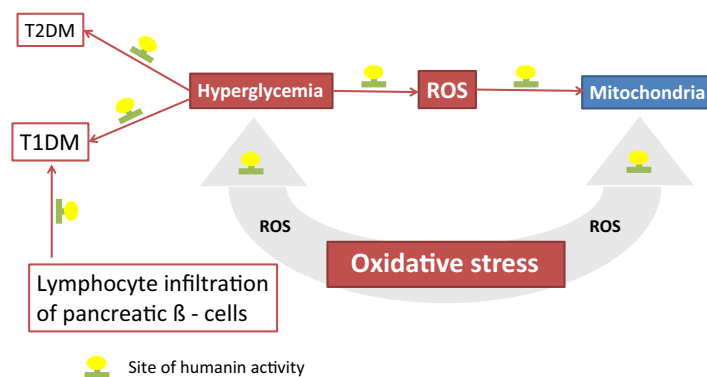 T2DM
Hyperglycemia
ROS
Mitochondria
T1DM
ROS
ROS
Oxidative stress
Lymphocyte infiltration
of pancreatic ß - cells
Site of humanin activity